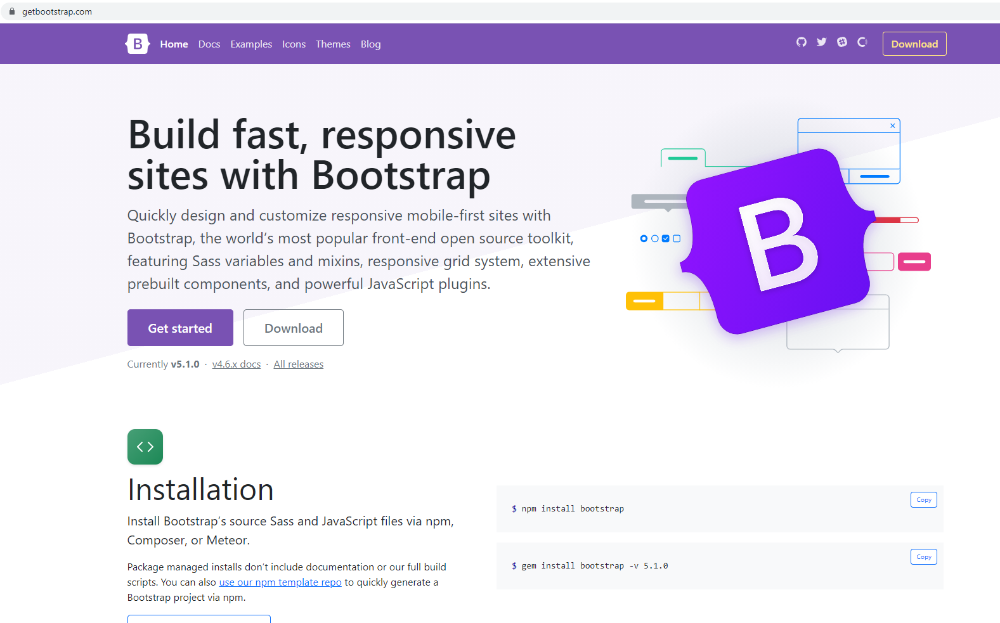 getbootstrap.com
B Home Docs Examples Icons Themes Blog Download
Build fast, responsive
sites with Bootstrap
Quickly design and customize responsive mobile-first sites with
Bootstrap, the world’s most popular front-end open source toolkit,
featuring Sass variables and mixins, responsive grid system, extensive
prebuilt components, and powerful JavaScript plugins.
Get started Download
Currently v5.1.0 · v4.6.x docs · All releases
B
Installation
Install Bootstrap’s source Sass and JavaScript files via npm,
Composer, or Meteor.
Package managed installs don’t include documentation or our full build
scripts. You can also use our npm template repo to quickly generate a
Bootstrap project via npm.
$ npm install bootstrap
Copy
$ gem install bootstrap -v 5.1.0
Copy